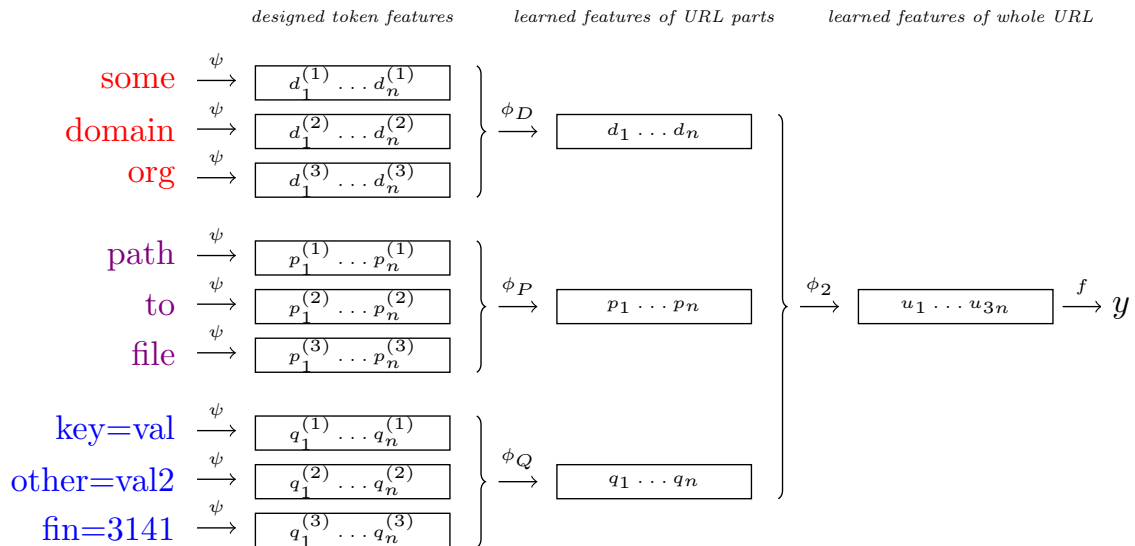 designed token features learned features of URL parts learned features of whole URL
some ψ d_1^{(1)} ... d_n^{(1)}
domain ψ d_1^{(2)} ... d_n^{(2)} ϕ_D d_1 ... d_n
org ψ d_1^{(3)} ... d_n^{(3)}
path ψ p_1^{(1)} ... p_n^{(1)}
to ψ p_1^{(2)} ... p_n^{(2)} ϕ_P p_1 ... p_n ϕ_2 u_1 ... u_{3n} f y
file ψ p_1^{(3)} ... p_n^{(3)}
key=val ψ q_1^{(1)} ... q_n^{(1)}
other=val2 ψ q_1^{(2)} ... q_n^{(2)} ϕ_Q q_1 ... q_n
fin=3141 ψ q_1^{(3)} ... q_n^{(3)}